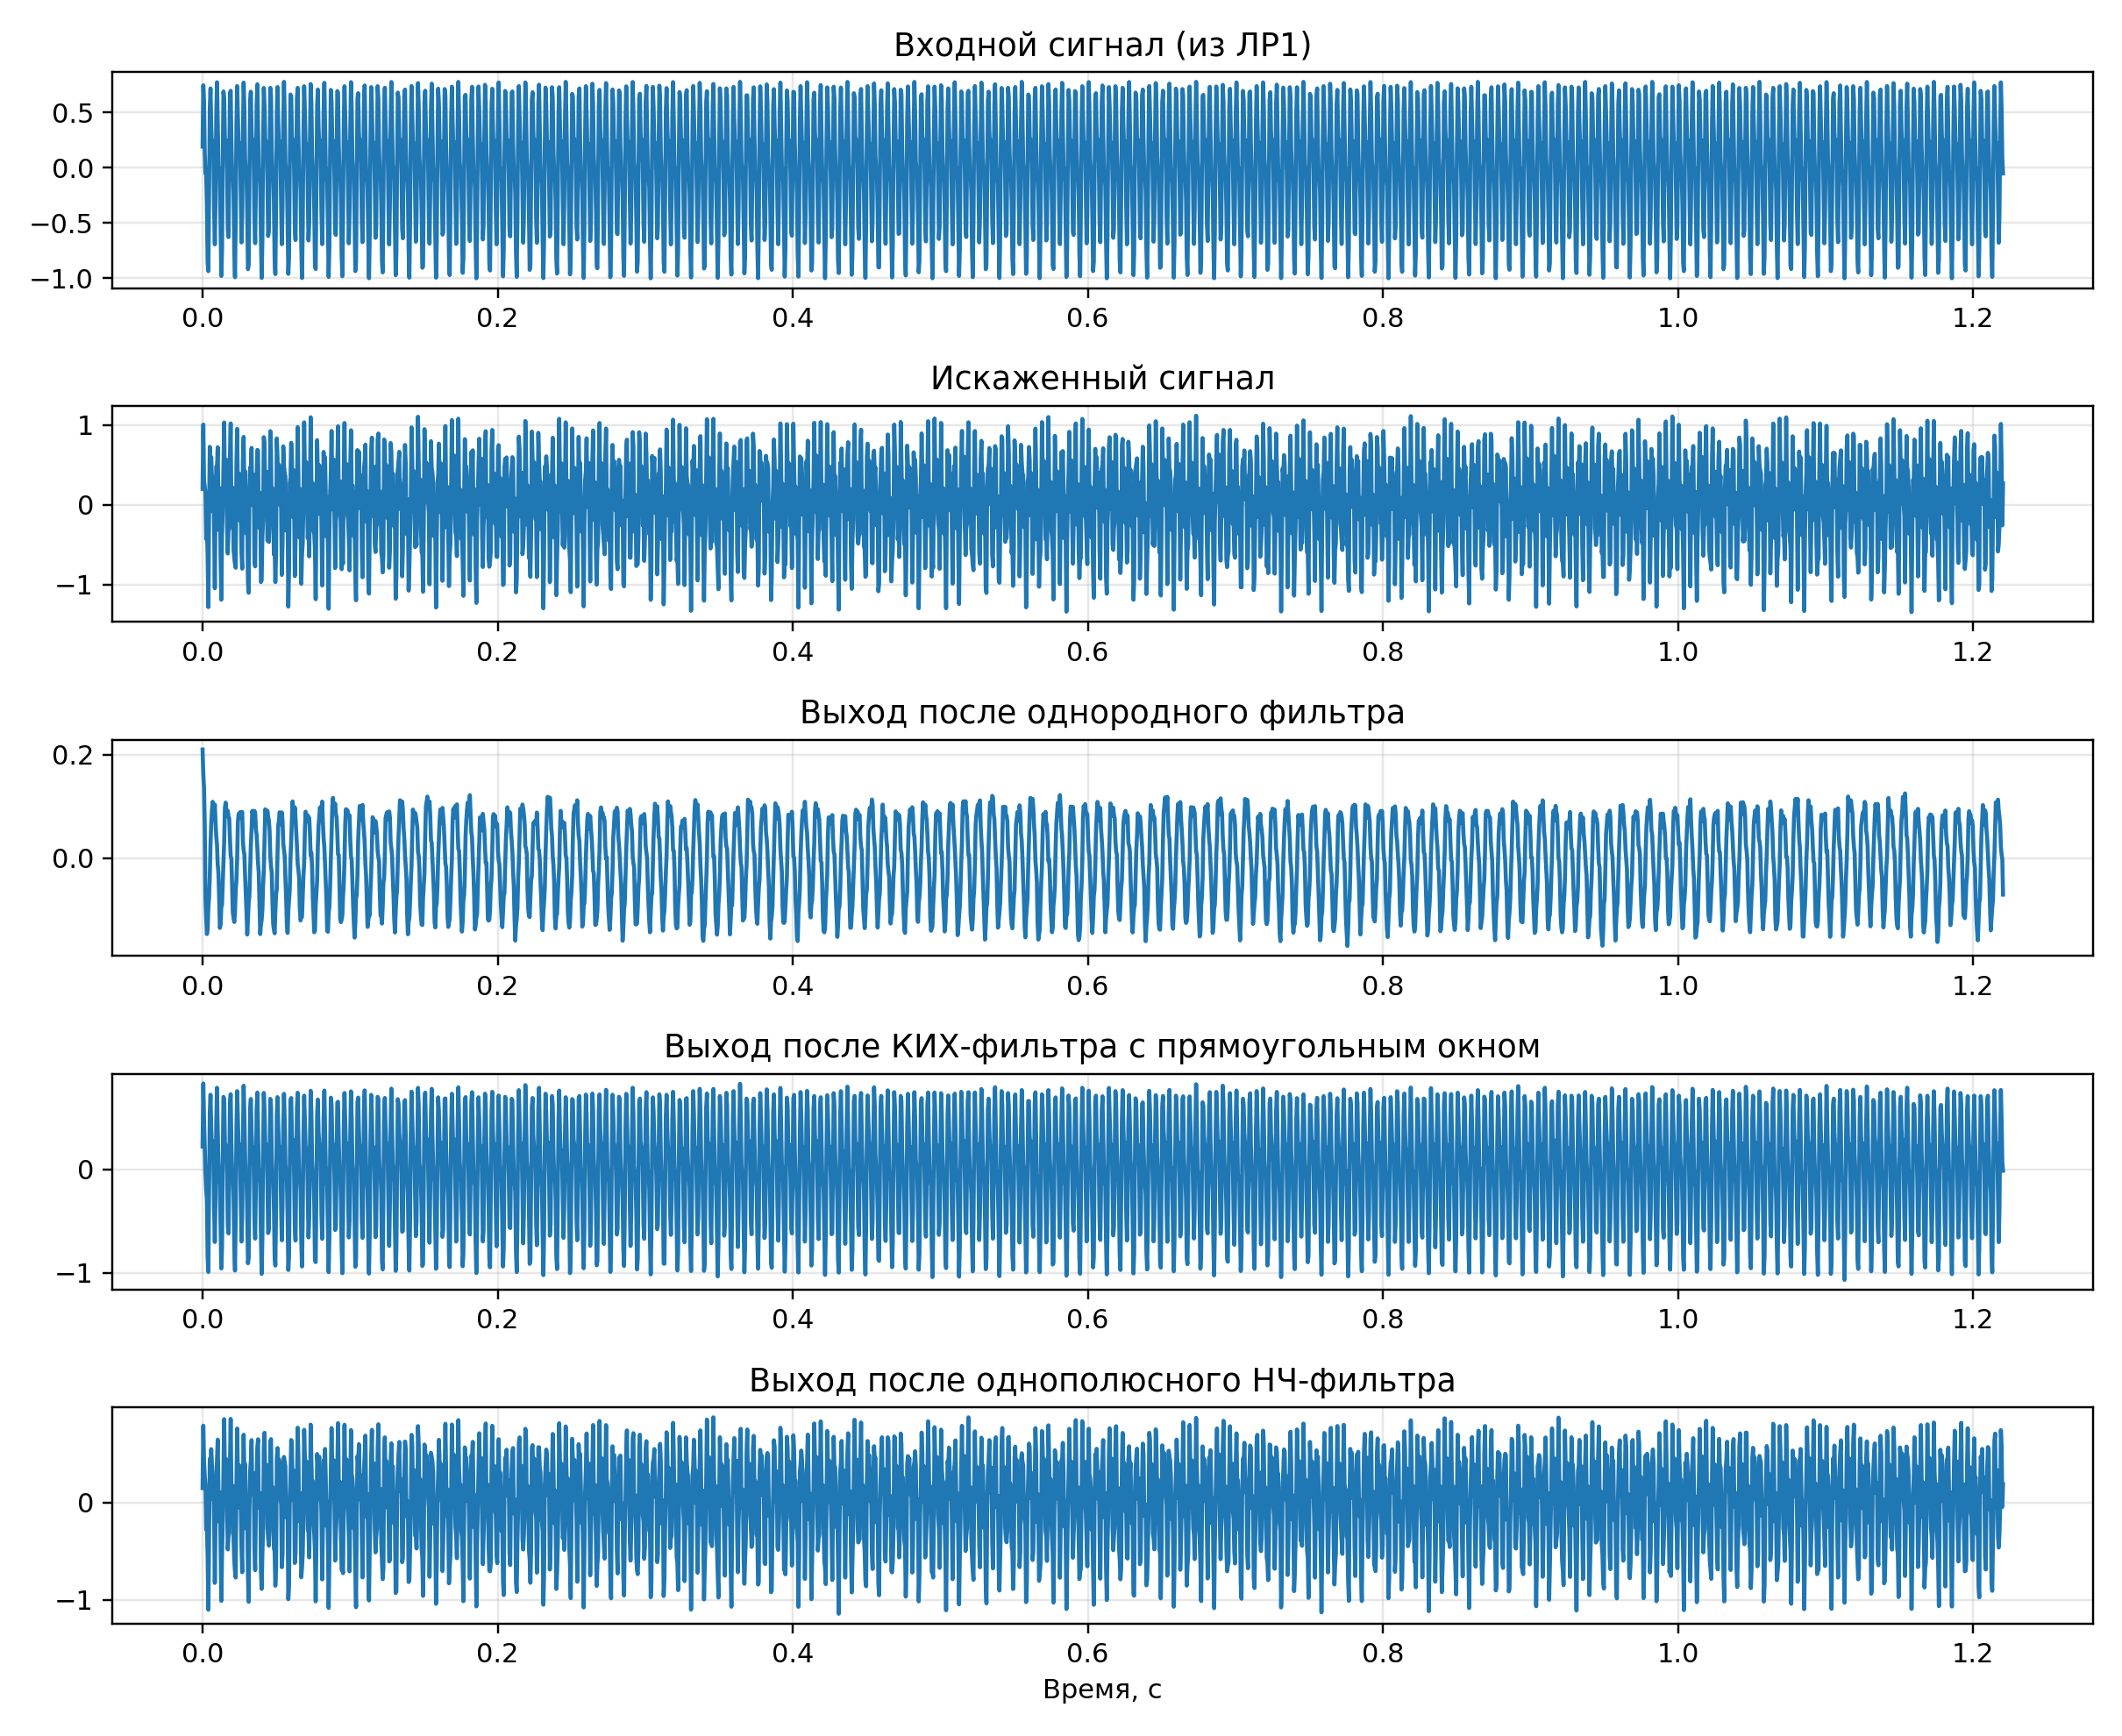 Входной сигнал (из ЛР1)
0.5
0.0
−0.5
−1.0
0.0 0.2 0.4 0.6 0.8 1.0 1.2
Искаженный сигнал
1
0
−1
0.0 0.2 0.4 0.6 0.8 1.0 1.2
Выход после однородного фильтра
0.2
0.0
0.0 0.2 0.4 0.6 0.8 1.0 1.2
Выход после КИХ-фильтра с прямоугольным окном
0
−1
0.0 0.2 0.4 0.6 0.8 1.0 1.2
Выход после однополюсного НЧ-фильтра
0
−1
0.0 0.2 0.4 0.6 0.8 1.0 1.2
Время, с